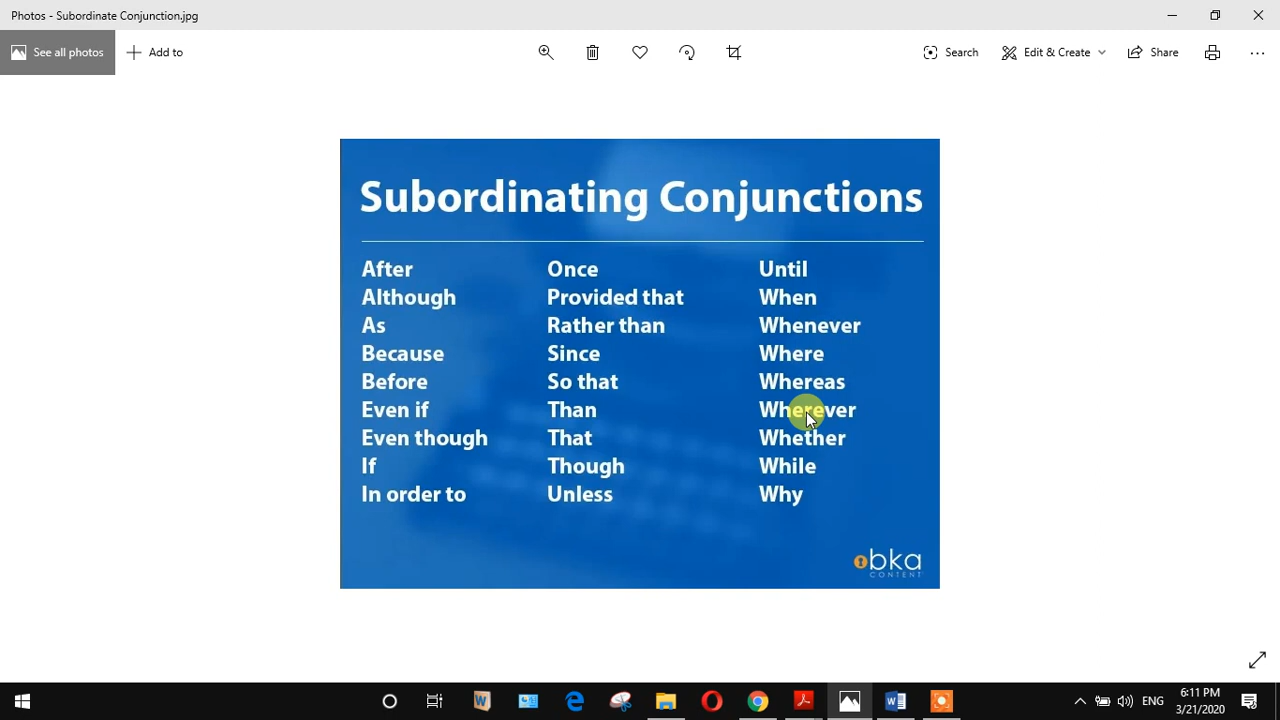 Photos - Subordinate Conjunction.jpg
See all photos
Add to
Search
Edit & Create
Share
Subordinating Conjunctions
After
Although
As
Because
Before
Even if
Even though
If
In order to
Once
Provided that
Rather than
Since
So that
Than
That
Though
Unless
Until
When
Whenever
Where
Whereas
Wherever
Whether
While
Why
bka
CONTENT
ENG
6:11 PM
3/21/2020